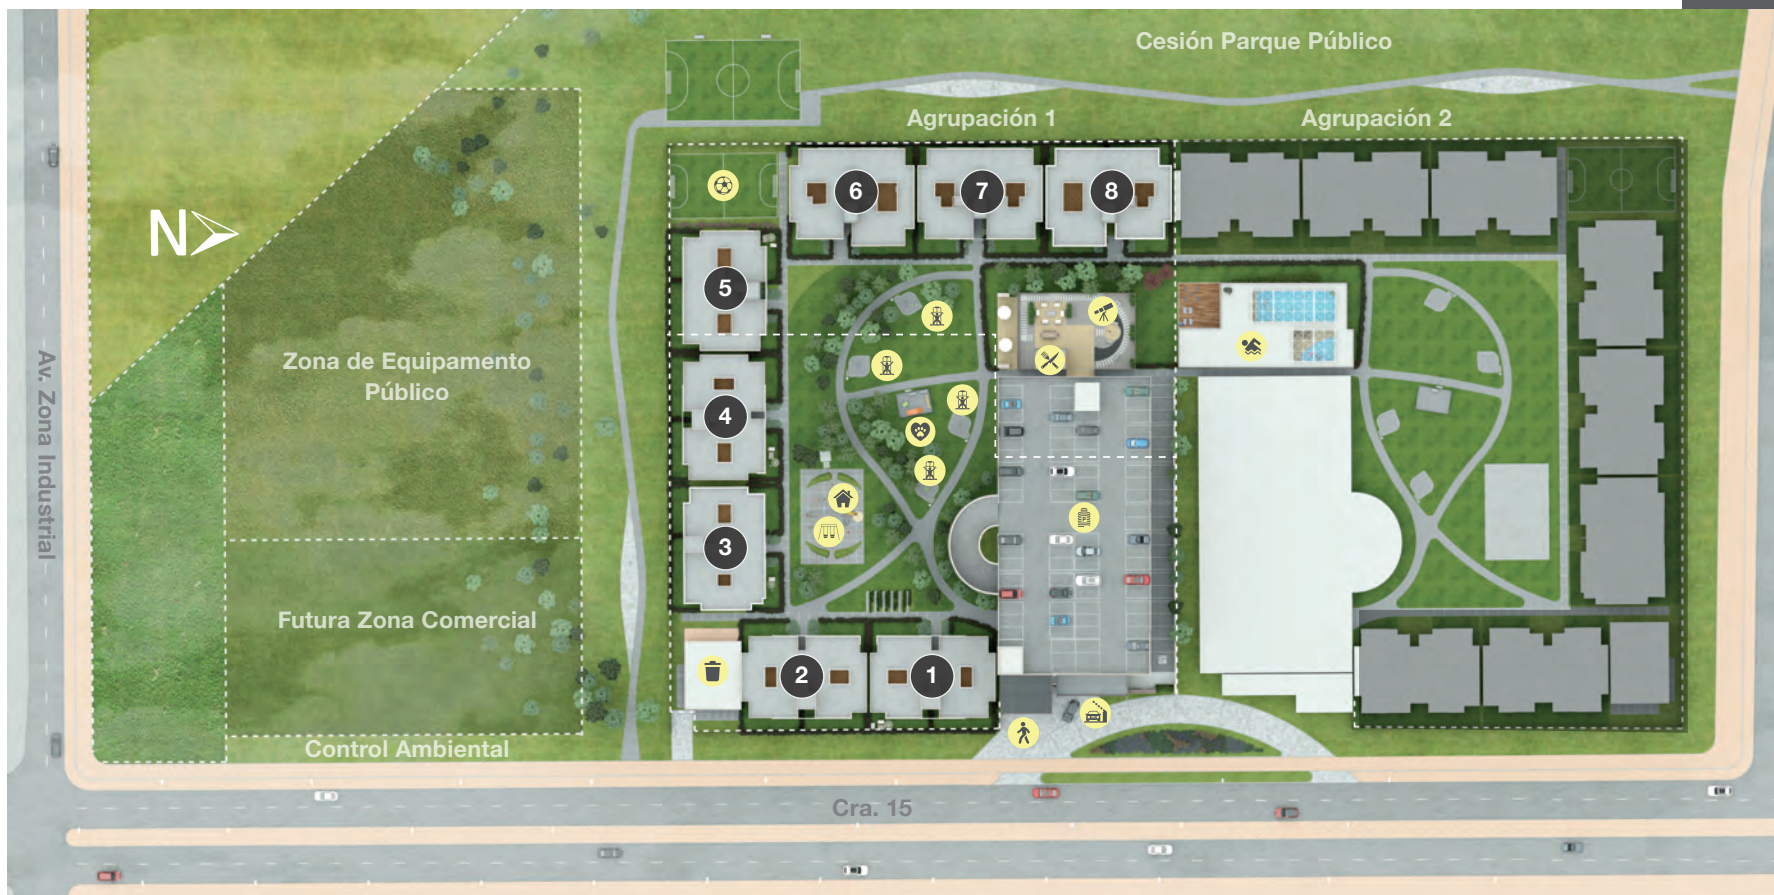 Cesión Parque Público
Agrupación 1
Agrupación 2
6
7
8
N
5
Zona de Equipamento
Público
4
Av. Zona Industrial
3
P
Futura Zona Comercial
2
1
Control Ambiental
Cra. 15